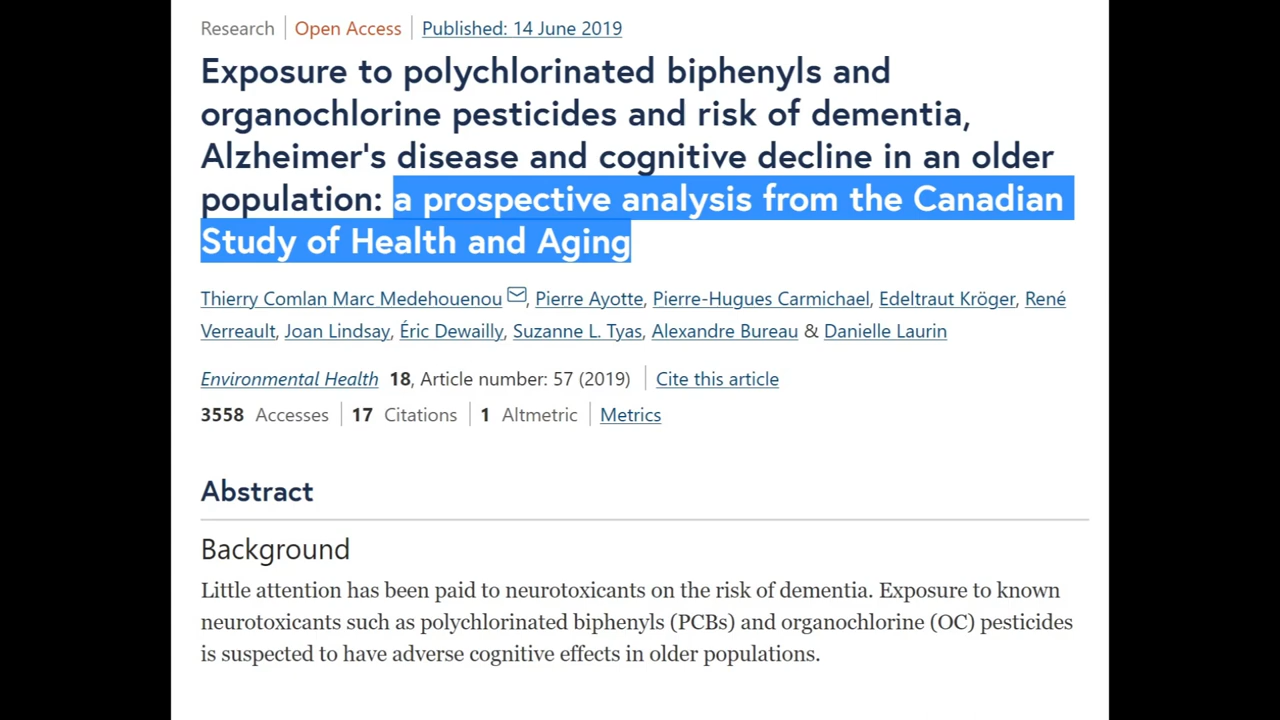 Research | Open Access | Published: 14 June 2019
Exposure to polychlorinated biphenyls and
organochlorine pesticides and risk of dementia,
Alzheimer's disease and cognitive decline in an older
population: a prospective analysis from the Canadian
Study of Health and Aging
Thierry Comlan Marc Medehouenou, Pierre Ayotte, Pierre-Hugues Carmichael, Edeltraut Kröger, René
Verreault, Joan Lindsay, Éric Dewailly, Suzanne L. Tyas, Alexandre Bureau & Danielle Laurin
Environmental Health 18, Article number: 57 (2019) | Cite this article
3558 Accesses | 17 Citations | 1 Altmetric | Metrics
Abstract
Background
Little attention has been paid to neurotoxicants on the risk of dementia. Exposure to known
neurotoxicants such as polychlorinated biphenyls (PCBs) and organochlorine (OC) pesticides
is suspected to have adverse cognitive effects in older populations.